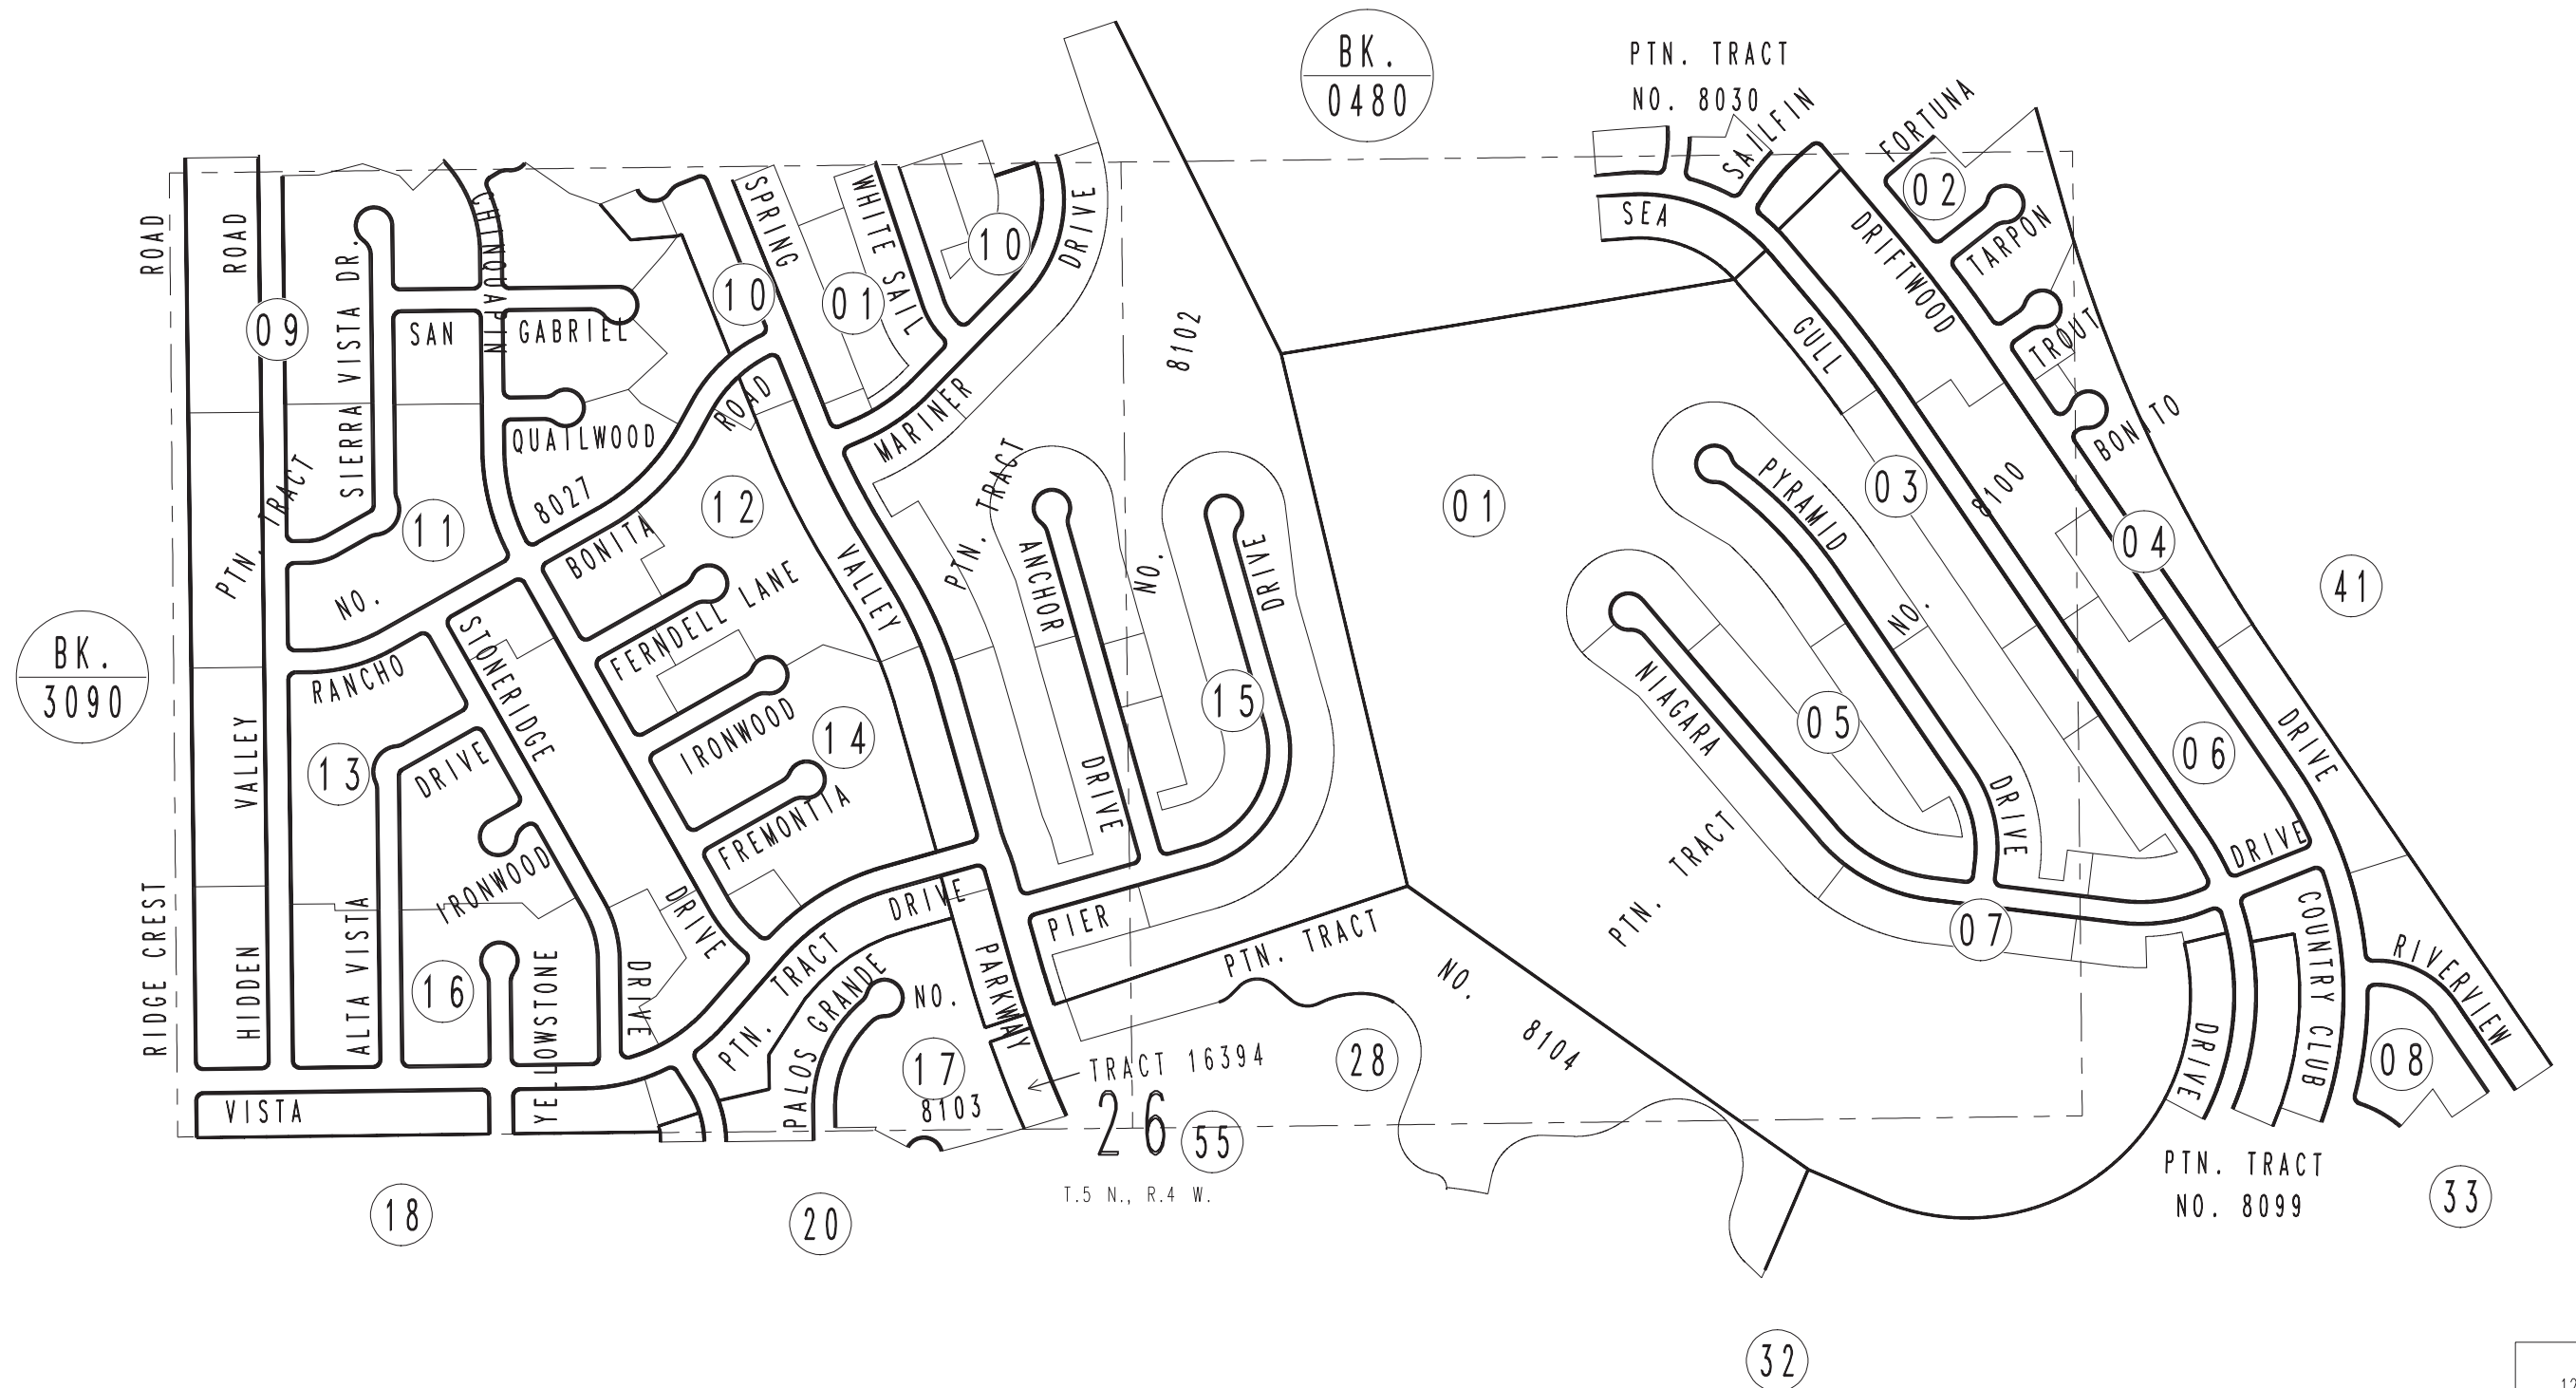 BK.
0480
PTN. TRACT
NO. 8030
SAILFIN
FORTUNA
02
TARPON
TROUT
BONITO
SEA
GULL
DRIFTWOOD
ROAD
ROAD
09
SIERRA VISTA DR.
CHINQUAPIN
SAN
GABRIEL
QUAILWOOD
10
SPRING
01
WHITE SAIL
10
DRIVE
MARINER
ROAD
8102
PTN. TRACT
NO.
8027
11
12
BONITA
FERNDELL LANE
VALLEY
PTN. TRACT
NO.
ANCHOR
DRIVE
DRIVE
15
01
PYRAMID
DRIVE
03
8100
NO.
04
41
BK.
3090
RANCHO
STONERIDGE
DRIVE
13
DRIVE
IRONWOOD
14
IRONWOOD
FREMONTIA
NIAGARA
05
06
DRIVE
DRIVE
PTN. TRACT
07
VALLEY
HIDDEN
RIDGE CREST
ALTA VISTA
16
YELLOWSTONE
DRIVE
DRIVE
PARKWAY
PIER
PTN. TRACT
NO.
8104
PTN. TRACT
NO.
8103
PALOS GRANDE
17
TRACT 16394
28
COUNTRY CLUB
DRIVE
RIVERVIEW
08
VISTA
26
55
T.5 N., R.4 W.
PTN. TRACT
NO. 8099
33
18
20
32
12